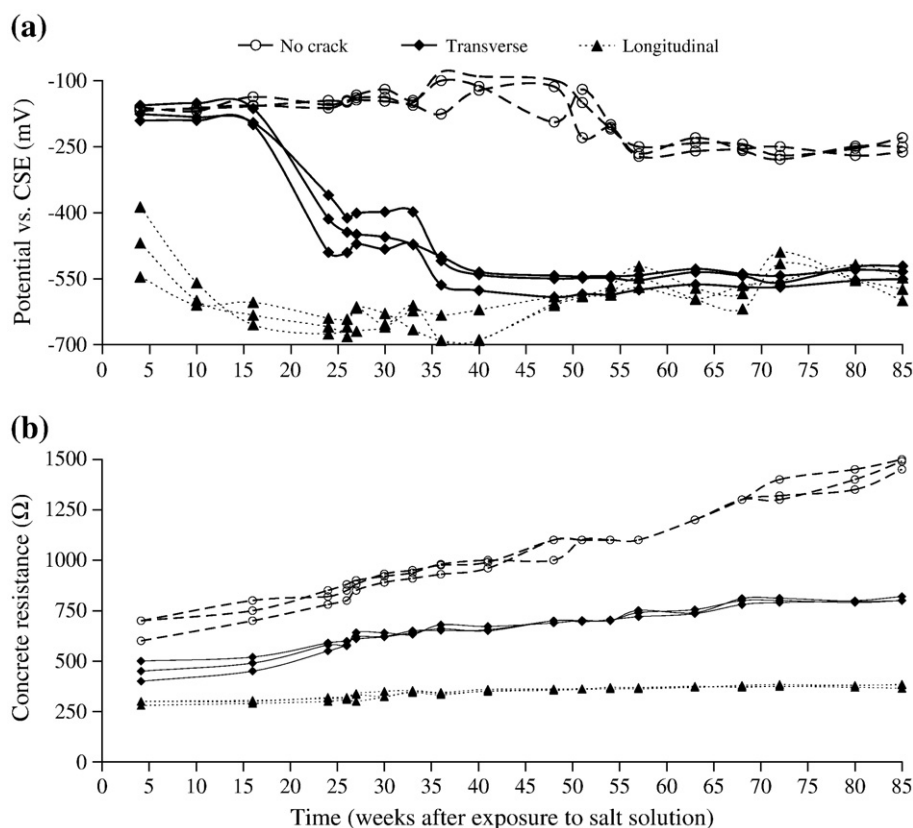 (a)
No crack Transverse Longitudinal
Potential vs. CSE (mV)
-100
-250
-400
-550
-700
0 5 10 15 20 25 30 35 40 45 50 55 60 65 70 75 80 85
(b)
Concrete resistance (Ω)
1500
1250
1000
750
500
250
0
0 5 10 15 20 25 30 35 40 45 50 55 60 65 70 75 80 85
Time (weeks after exposure to salt solution)